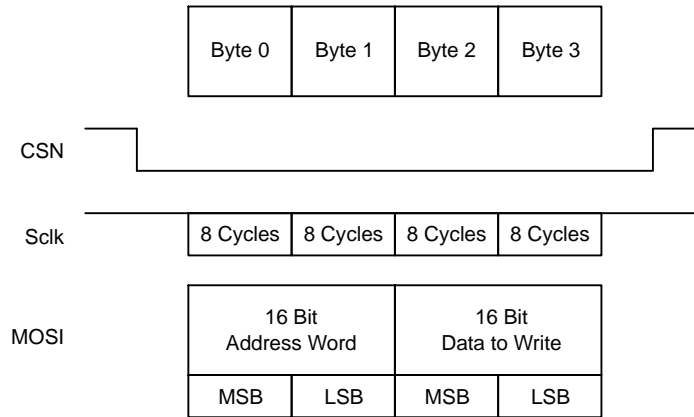 Byte 0 Byte 1 Byte 2 Byte 3
CSN
Sclk 8 Cycles 8 Cycles 8 Cycles 8 Cycles
MOSI
16 Bit
Address Word
16 Bit
Data to Write
MSB LSB MSB LSB